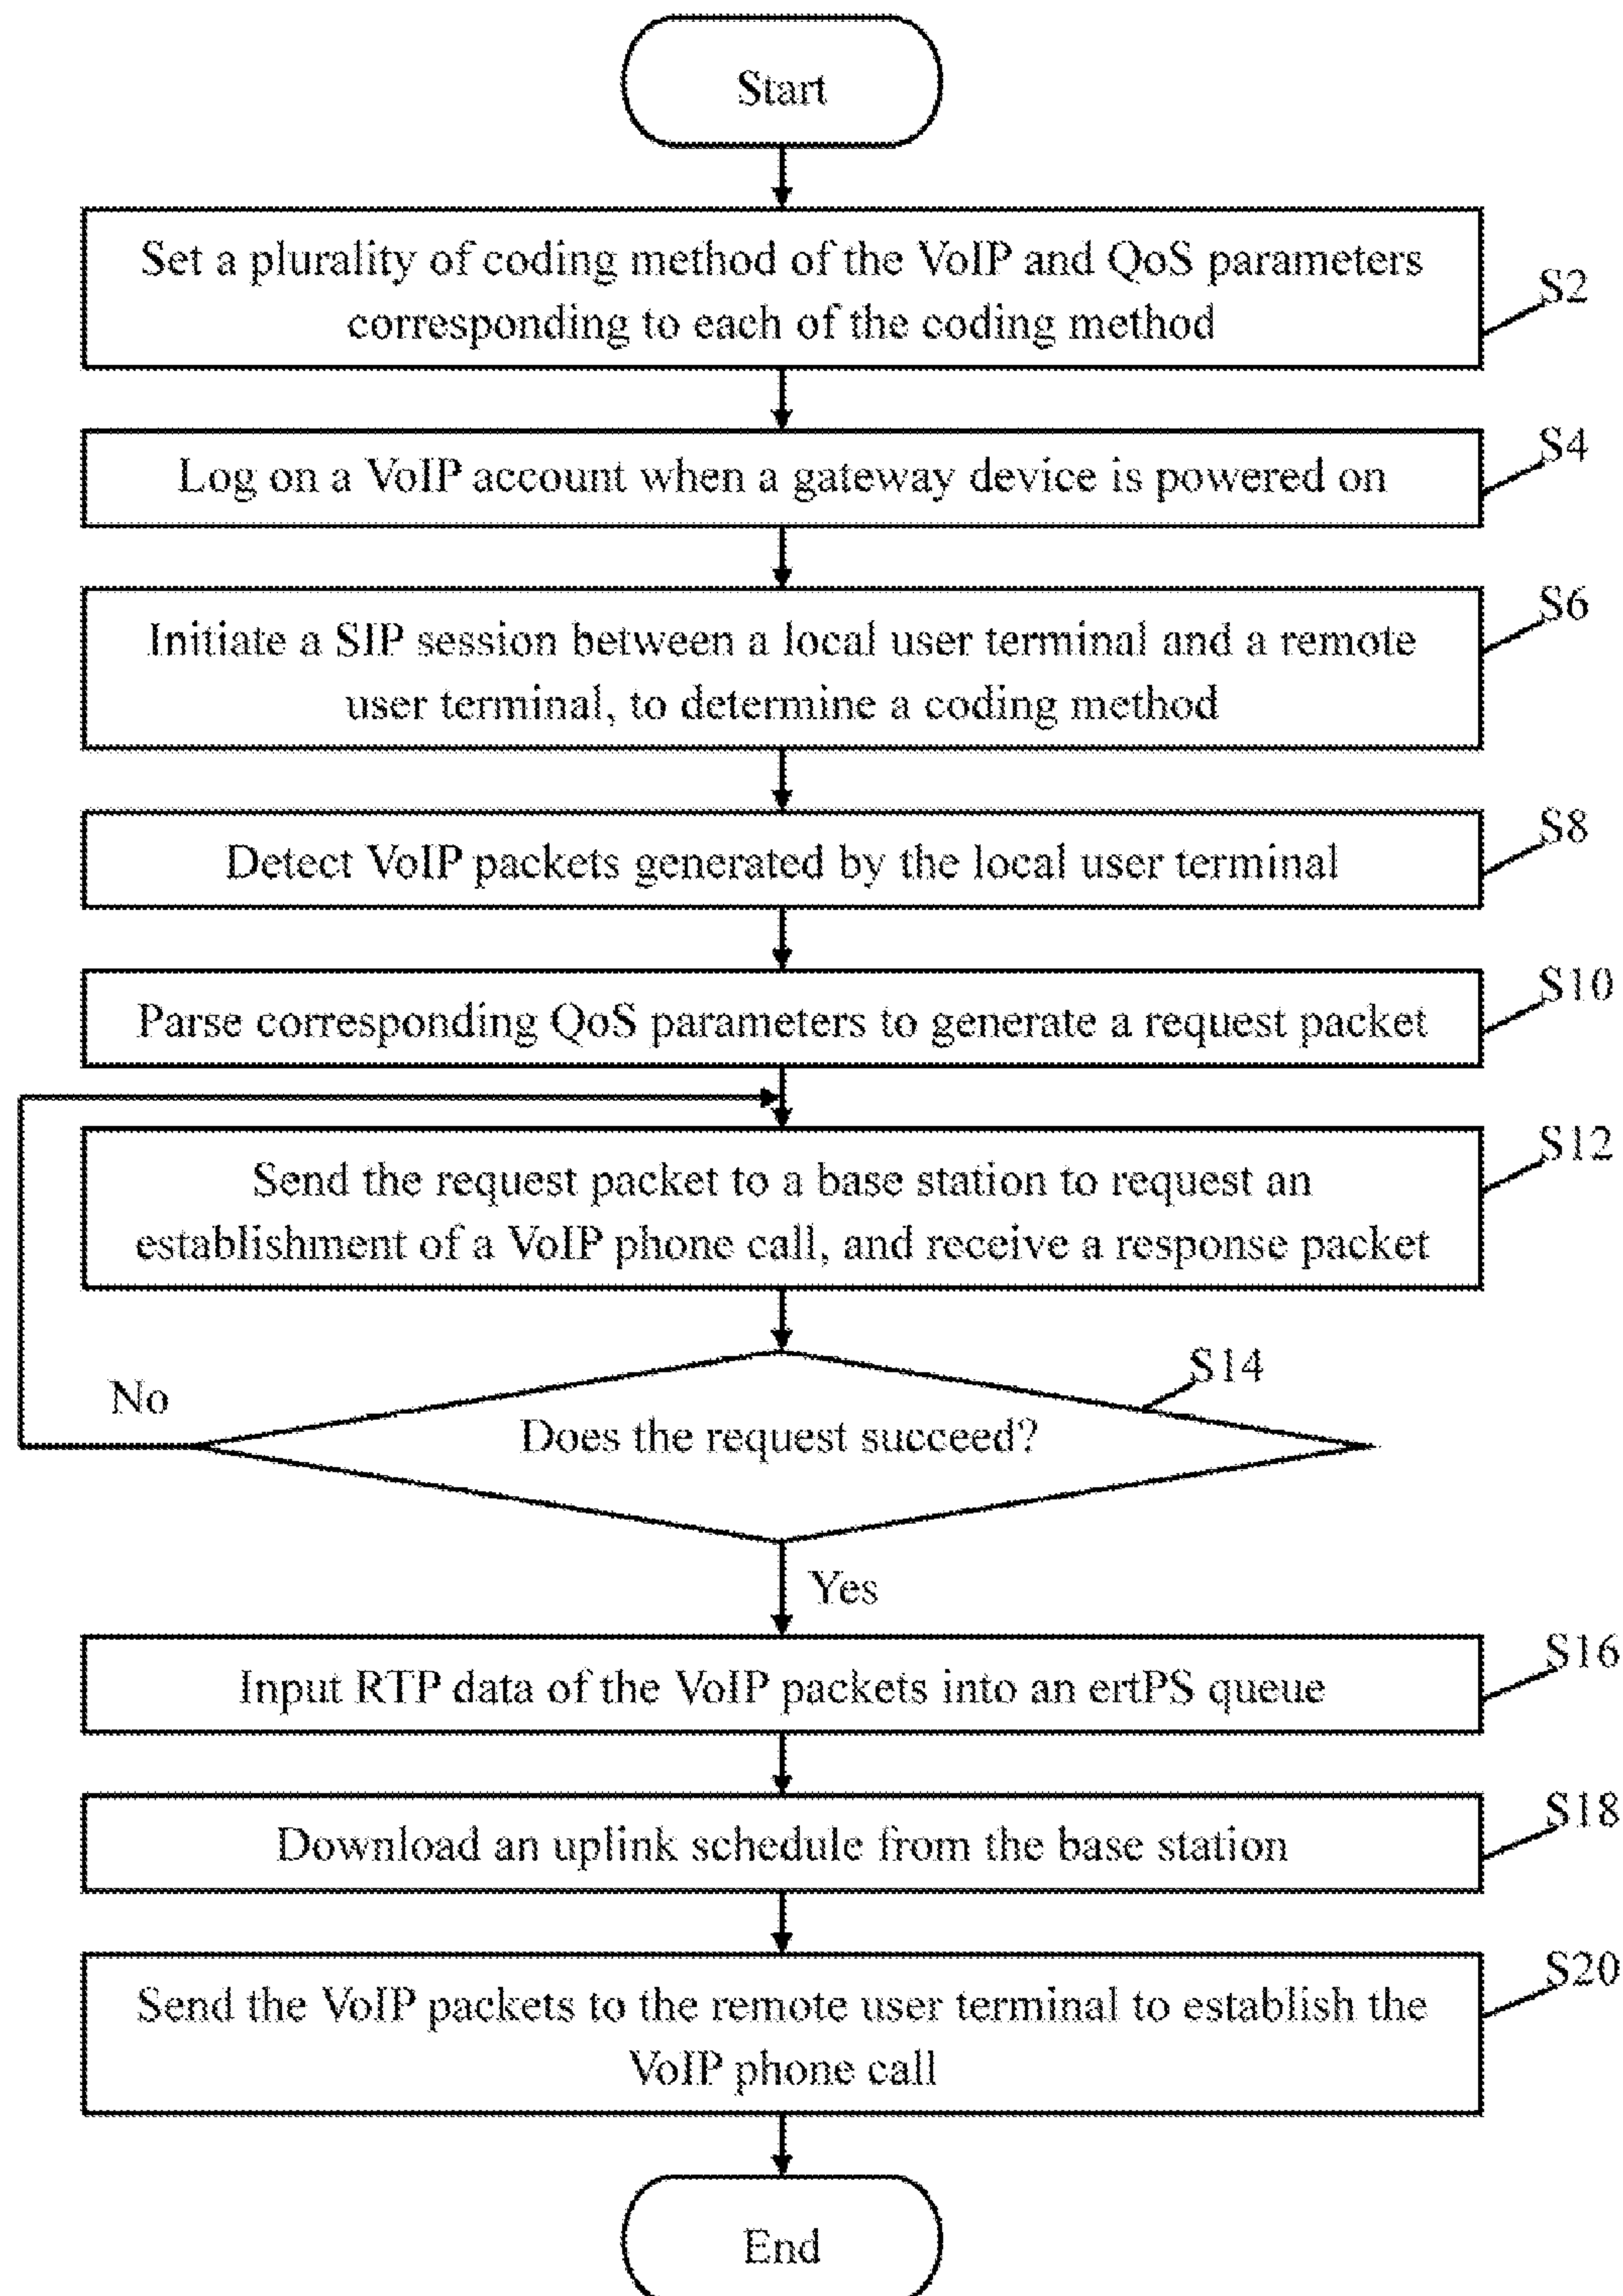 Start
Set a plurality of coding method of the VoIP and QoS parameters
corresponding to each of the coding method
S2
Log on a VoIP account when a gateway device is powered on
S4
Initiate a SIP session between a local user terminal and a remote
user terminal, to determine a coding method
S6
Detect VoIP packets generated by the local user terminal
S8
Parse corresponding QoS parameters to generate a request packet
S10
Send the request packet to a base station to request an
establishment of a VoIP phone call, and receive a response packet
S12
Does the request succeed?
S14
No
Yes
Input RTP data of the VoIP packets into an ertPS queue
S16
Download an uplink schedule from the base station
S18
Send the VoIP packets to the remote user terminal to establish the
VoIP phone call
S20
End